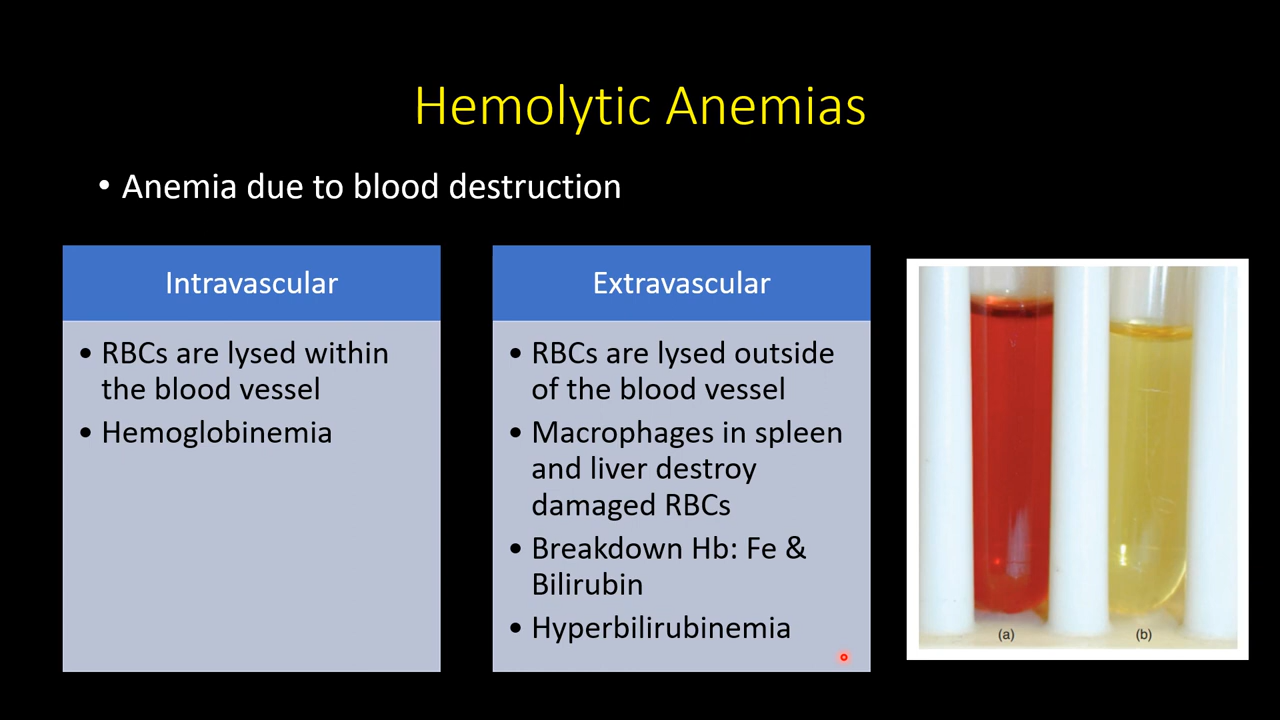 Hemolytic Anemias
• Anemia due to blood destruction
Intravascular
• RBCs are lysed within
the blood vessel
• Hemoglobinemia
Extravascular
• RBCs are lysed outside
of the blood vessel
• Macrophages in spleen
and liver destroy
damaged RBCs
• Breakdown Hb: Fe &
Bilirubin
• Hyperbilirubinemia
(a)
(b)